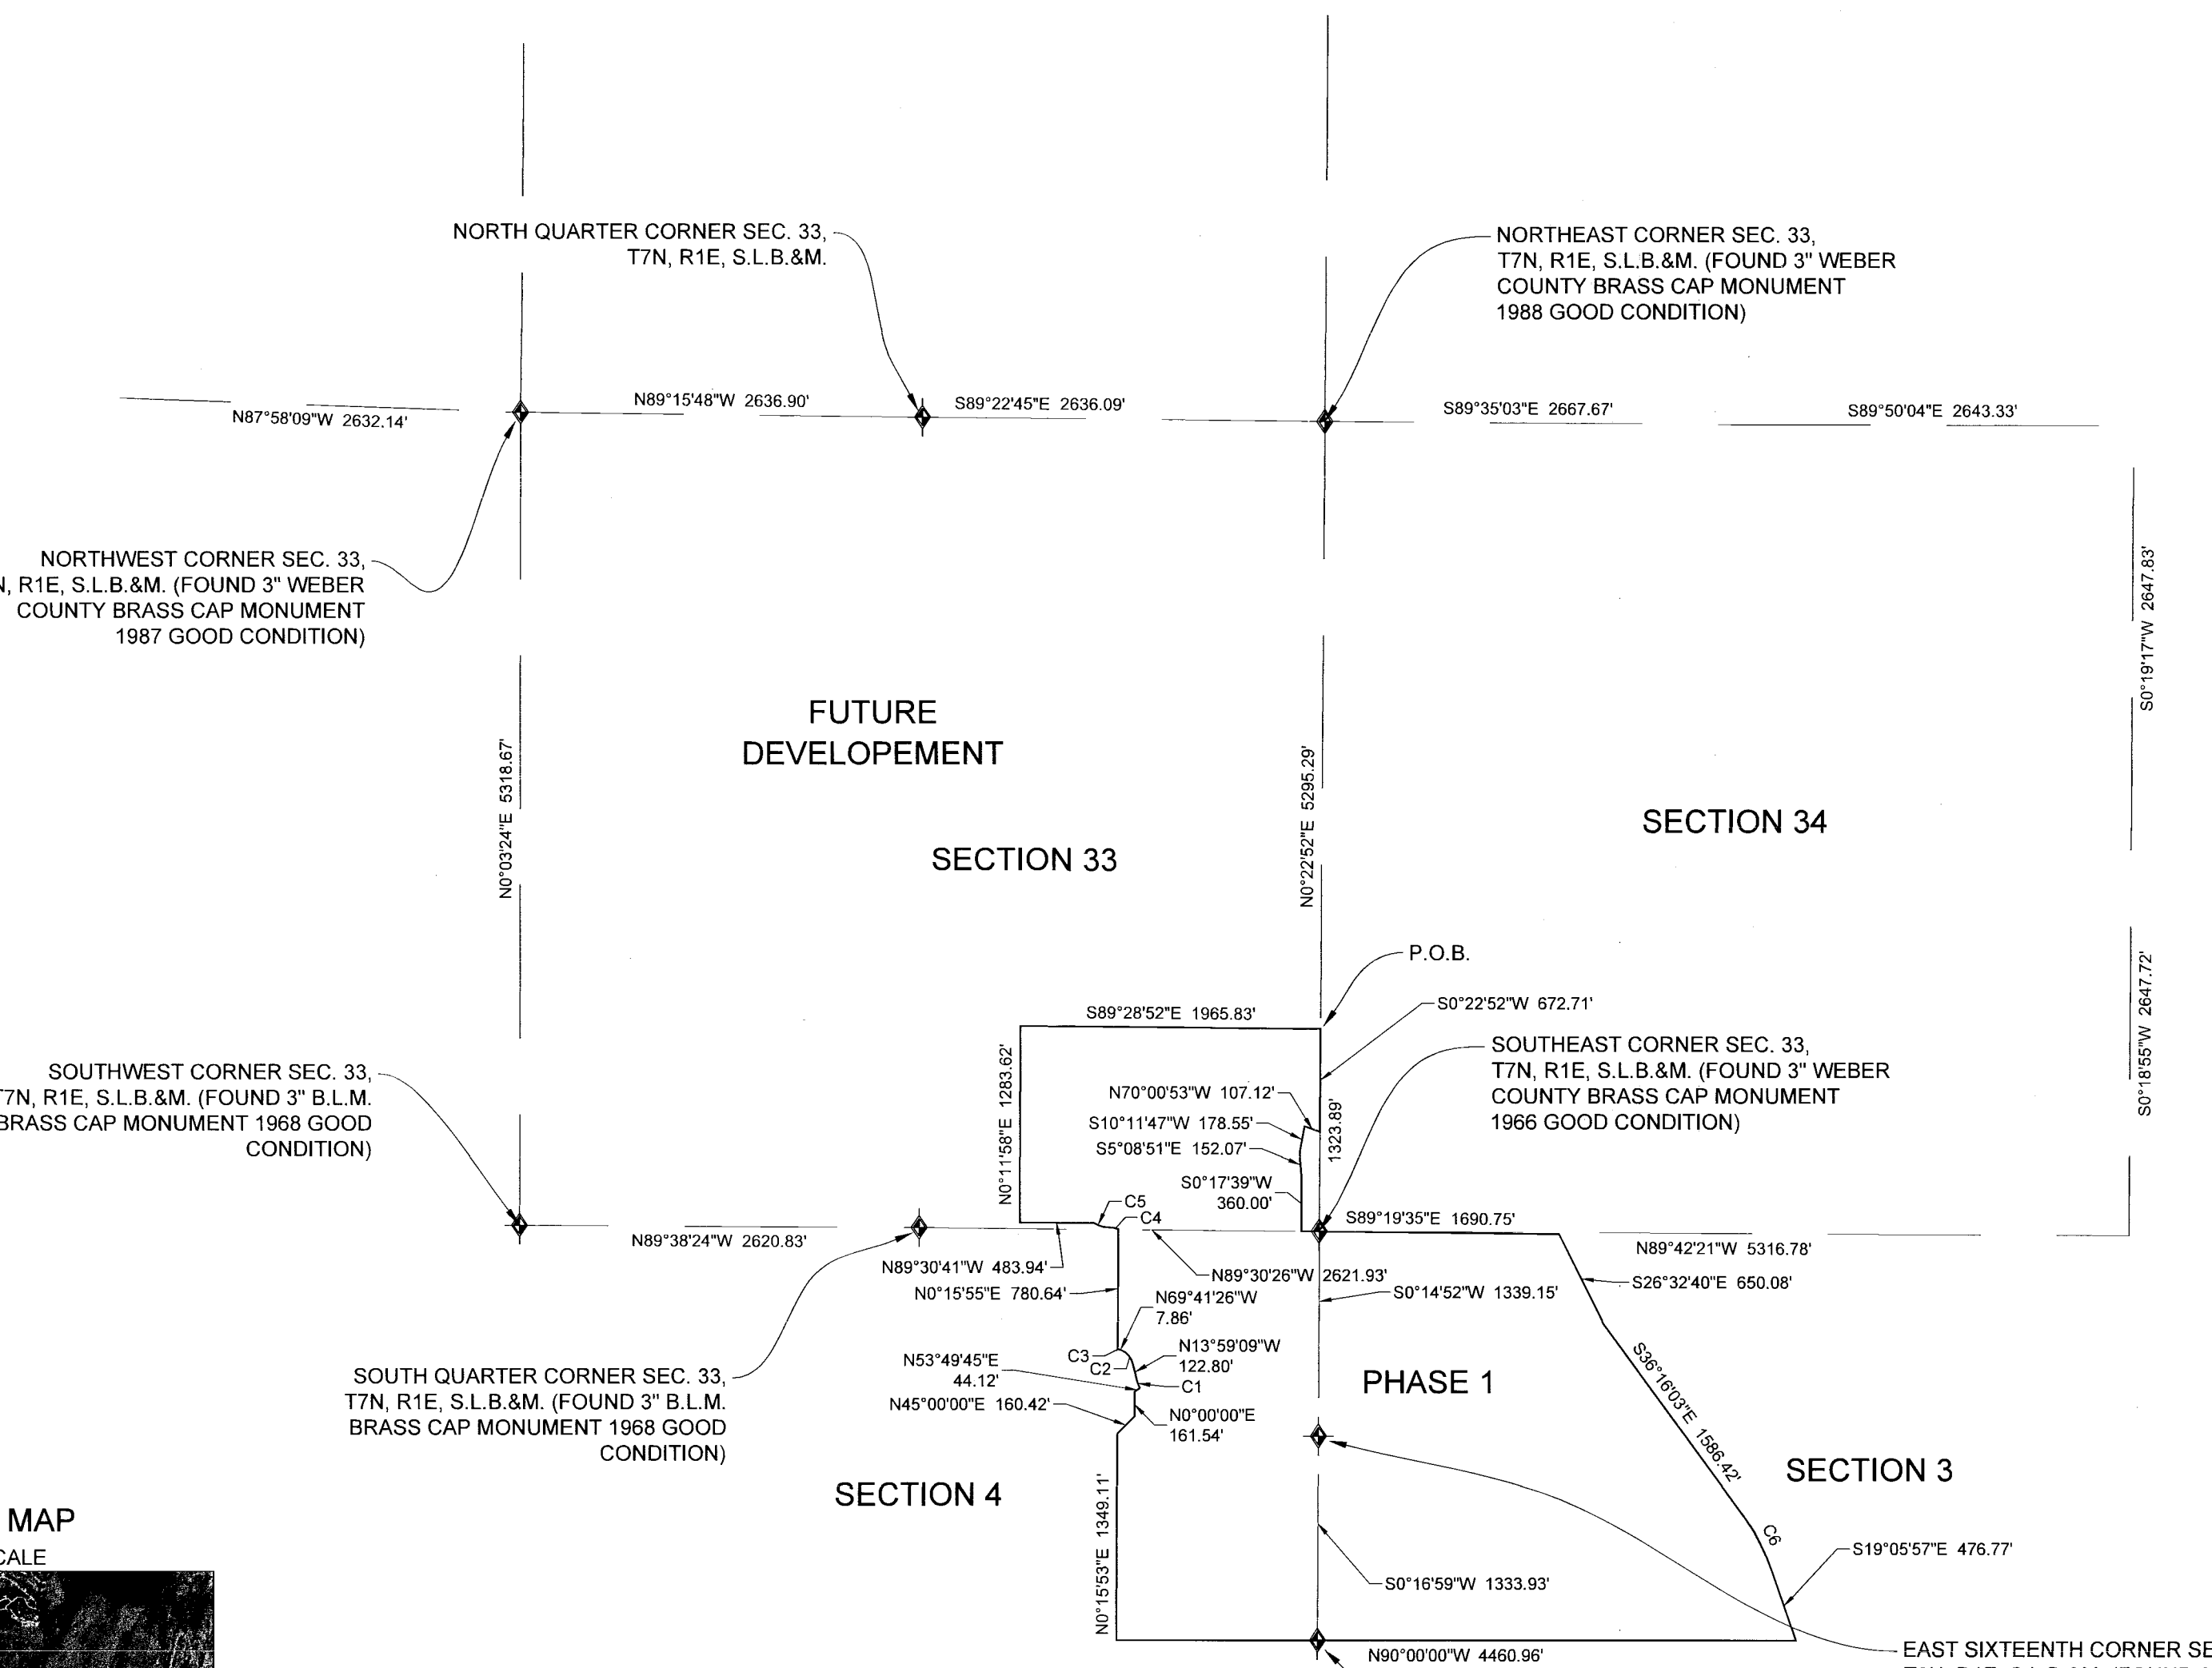 NORTH QUARTER CORNER SEC. 33,
T7N, R1E, S.L.B.&M.
NORTHEAST CORNER SEC. 33,
T7N, R1E, S.L.B.&M. (FOUND 3" WEBER
COUNTY BRASS CAP MONUMENT
1988 GOOD CONDITION)
N87°58'09"W 2632.14'
N89°15'48"W 2636.90'
S89°22'45"E 2636.09'
S89°35'03"E 2667.67'
S89°50'04"E 2643.33'
NORTHWEST CORNER SEC. 33,
R1E, S.L.B.&M. (FOUND 3" WEBER
COUNTY BRASS CAP MONUMENT
1987 GOOD CONDITION)
S0°19'17"W 2647.83'
FUTURE
DEVELOPEMENT
N0°03'24"E 5318.67'
N0°22'52"E 5295.29'
SECTION 34
SECTION 33
P.O.B.
S0°22'52"W 672.71'
S89°28'52"E 1965.83'
S0°18'55"W 2647.72'
SOUTHWEST CORNER SEC. 33,
T7N, R1E, S.L.B.&M. (FOUND 3" B.L.M.
BRASS CAP MONUMENT 1968 GOOD
CONDITION)
N0°11'58"E 1283.62'
SOUTHEAST CORNER SEC. 33,
T7N, R1E, S.L.B.&M. (FOUND 3" WEBER
COUNTY BRASS CAP MONUMENT
1966 GOOD CONDITION)
N70°00'53"W 107.12'
S10°11'47"W 178.55'
S5°08'51"E 152.07'
1323.89'
S0°17'39"W
360.00'
C5
C4
S89°19'35"E 1690.75'
N89°38'24"W 2620.83'
N89°42'21"W 5316.78'
N89°30'41"W 483.94'
N89°30'26"W 2621.93'
S26°32'40"E 650.08'
N0°15'55"E 780.64'
N69°41'26"W
7.86'
S0°14'52"W 1339.15'
N13°59'09"W
122.80'
C3
C2
C1
N53°49'45"E
44.12'
N45°00'00"E 160.42'
N0°00'00"E
161.54'
PHASE 1
S36°16'03"E 1586.42'
SOUTH QUARTER CORNER SEC. 33,
T7N, R1E, S.L.B.&M. (FOUND 3" B.L.M.
BRASS CAP MONUMENT 1968 GOOD
CONDITION)
SECTION 4
SECTION 3
N0°15'53"E 1349.11'
MAP
C6
S19°05'57"E 476.77'
S0°16'59"W 1333.93'
N90°00'00"W 4460.96'
EAST SIXTEENTH CORNER